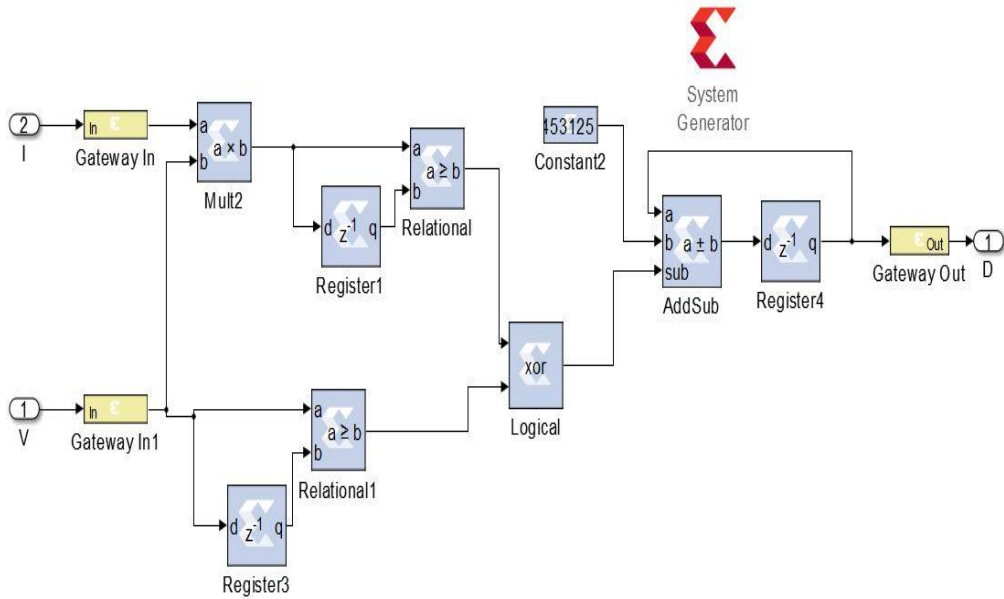 System
Generator
2
I
In
Gateway In
a
b
a × b
Mult2
a
b
a ≥ b
Relational
d z⁻¹ q
Register1
453125
Constant2
a
b
sub
a ± b
AddSub
d z⁻¹ q
Register4
Out
Gateway Out
1
D
xor
Logical
1
V
In
Gateway In1
a
b
a ≥ b
Relational1
d z⁻¹ q
Register3